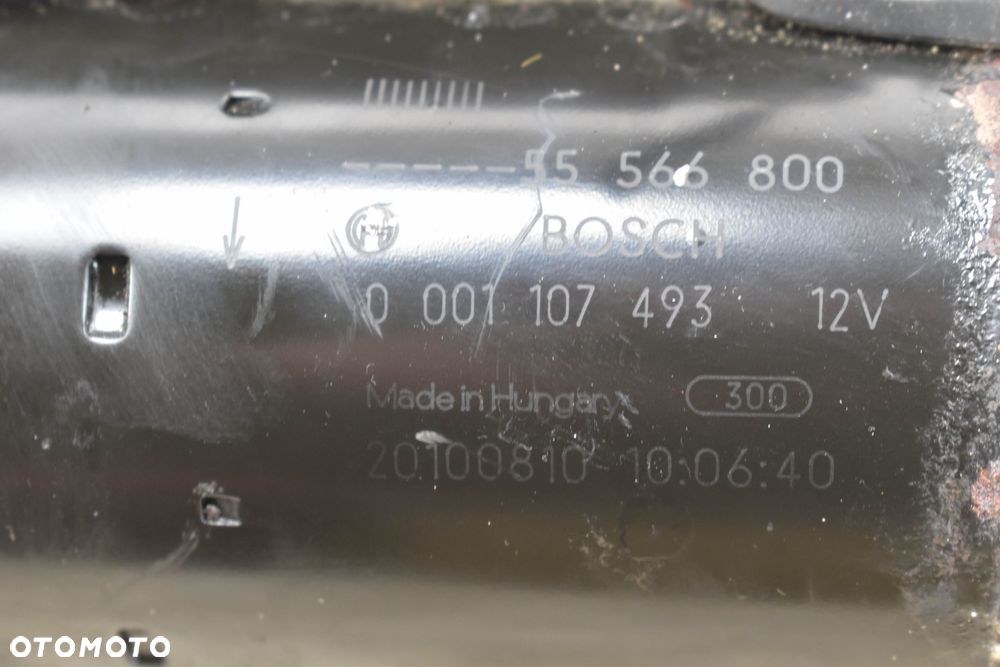 ------55 566 800
BOSCH
0 001 107 493 12V
Made in Hungary
300
20100810 10:06:40
OTOMOTO